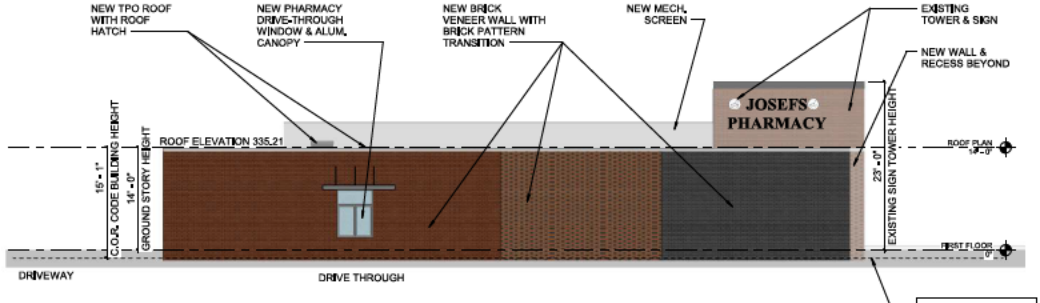 NEW TPO ROOF
WITH ROOF
HATCH
NEW PHARMACY
DRIVE-THROUGH
WINDOW & ALUM.
CANOPY
NEW BRICK
VENEER WALL WITH
BRICK PATTERN
TRANSITION
NEW MECH.
SCREEN
EXISTING
TOWER & SIGN
NEW WALL &
RECESS BEYOND
JOSEFS
PHARMACY
ROOF ELEVATION 335.21
ROOF PLAN
14'-0"
15'-1"
C.O.R. CODE BUILDING HEIGHT
14'-0"
GROUND STORY HEIGHT
23'-0"
EXISTING SIGN TOWER HEIGHT
FIRST FLOOR
0"
DRIVEWAY
DRIVE THROUGH